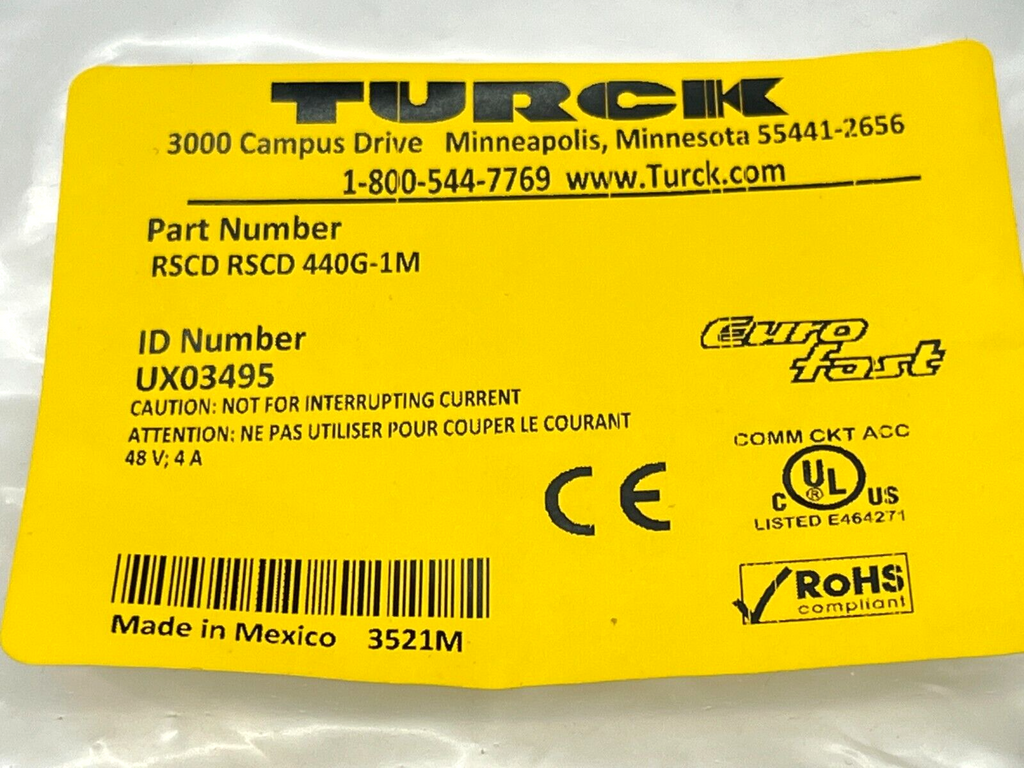 TURCK
3000 Campus Drive Minneapolis, Minnesota 55441-2656
1-800-544-7769 www.Turck.com
Part Number
RSCD RSCD 440G-1M
ID Number
UX03495
CAUTION: NOT FOR INTERRUPTING CURRENT
ATTENTION: NE PAS UTILISER POUR COUPER LE COURANT
48 V; 4 A
Euro
fast
CE
COMM CKT ACC
C UL ® US
LISTED E464271
RoHS
compliant
Made in Mexico 3521M